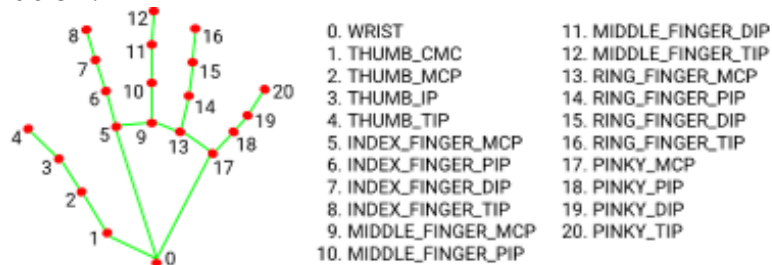 12
16
8
11
7
15
10
20
6
14
19
5
9
13
18
4
17
3
2
1
0
0. WRIST
1. THUMB_CMC
2. THUMB_MCP
3. THUMB_IP
4. THUMB_TIP
5. INDEX_FINGER_MCP
6. INDEX_FINGER_PIP
7. INDEX_FINGER_DIP
8. INDEX_FINGER_TIP
9. MIDDLE_FINGER_MCP
10. MIDDLE_FINGER_PIP
11. MIDDLE_FINGER_DIP
12. MIDDLE_FINGER_TIP
13. RING_FINGER_MCP
14. RING_FINGER_PIP
15. RING_FINGER_DIP
16. RING_FINGER_TIP
17. PINKY_MCP
18. PINKY_PIP
19. PINKY_DIP
20. PINKY_TIP